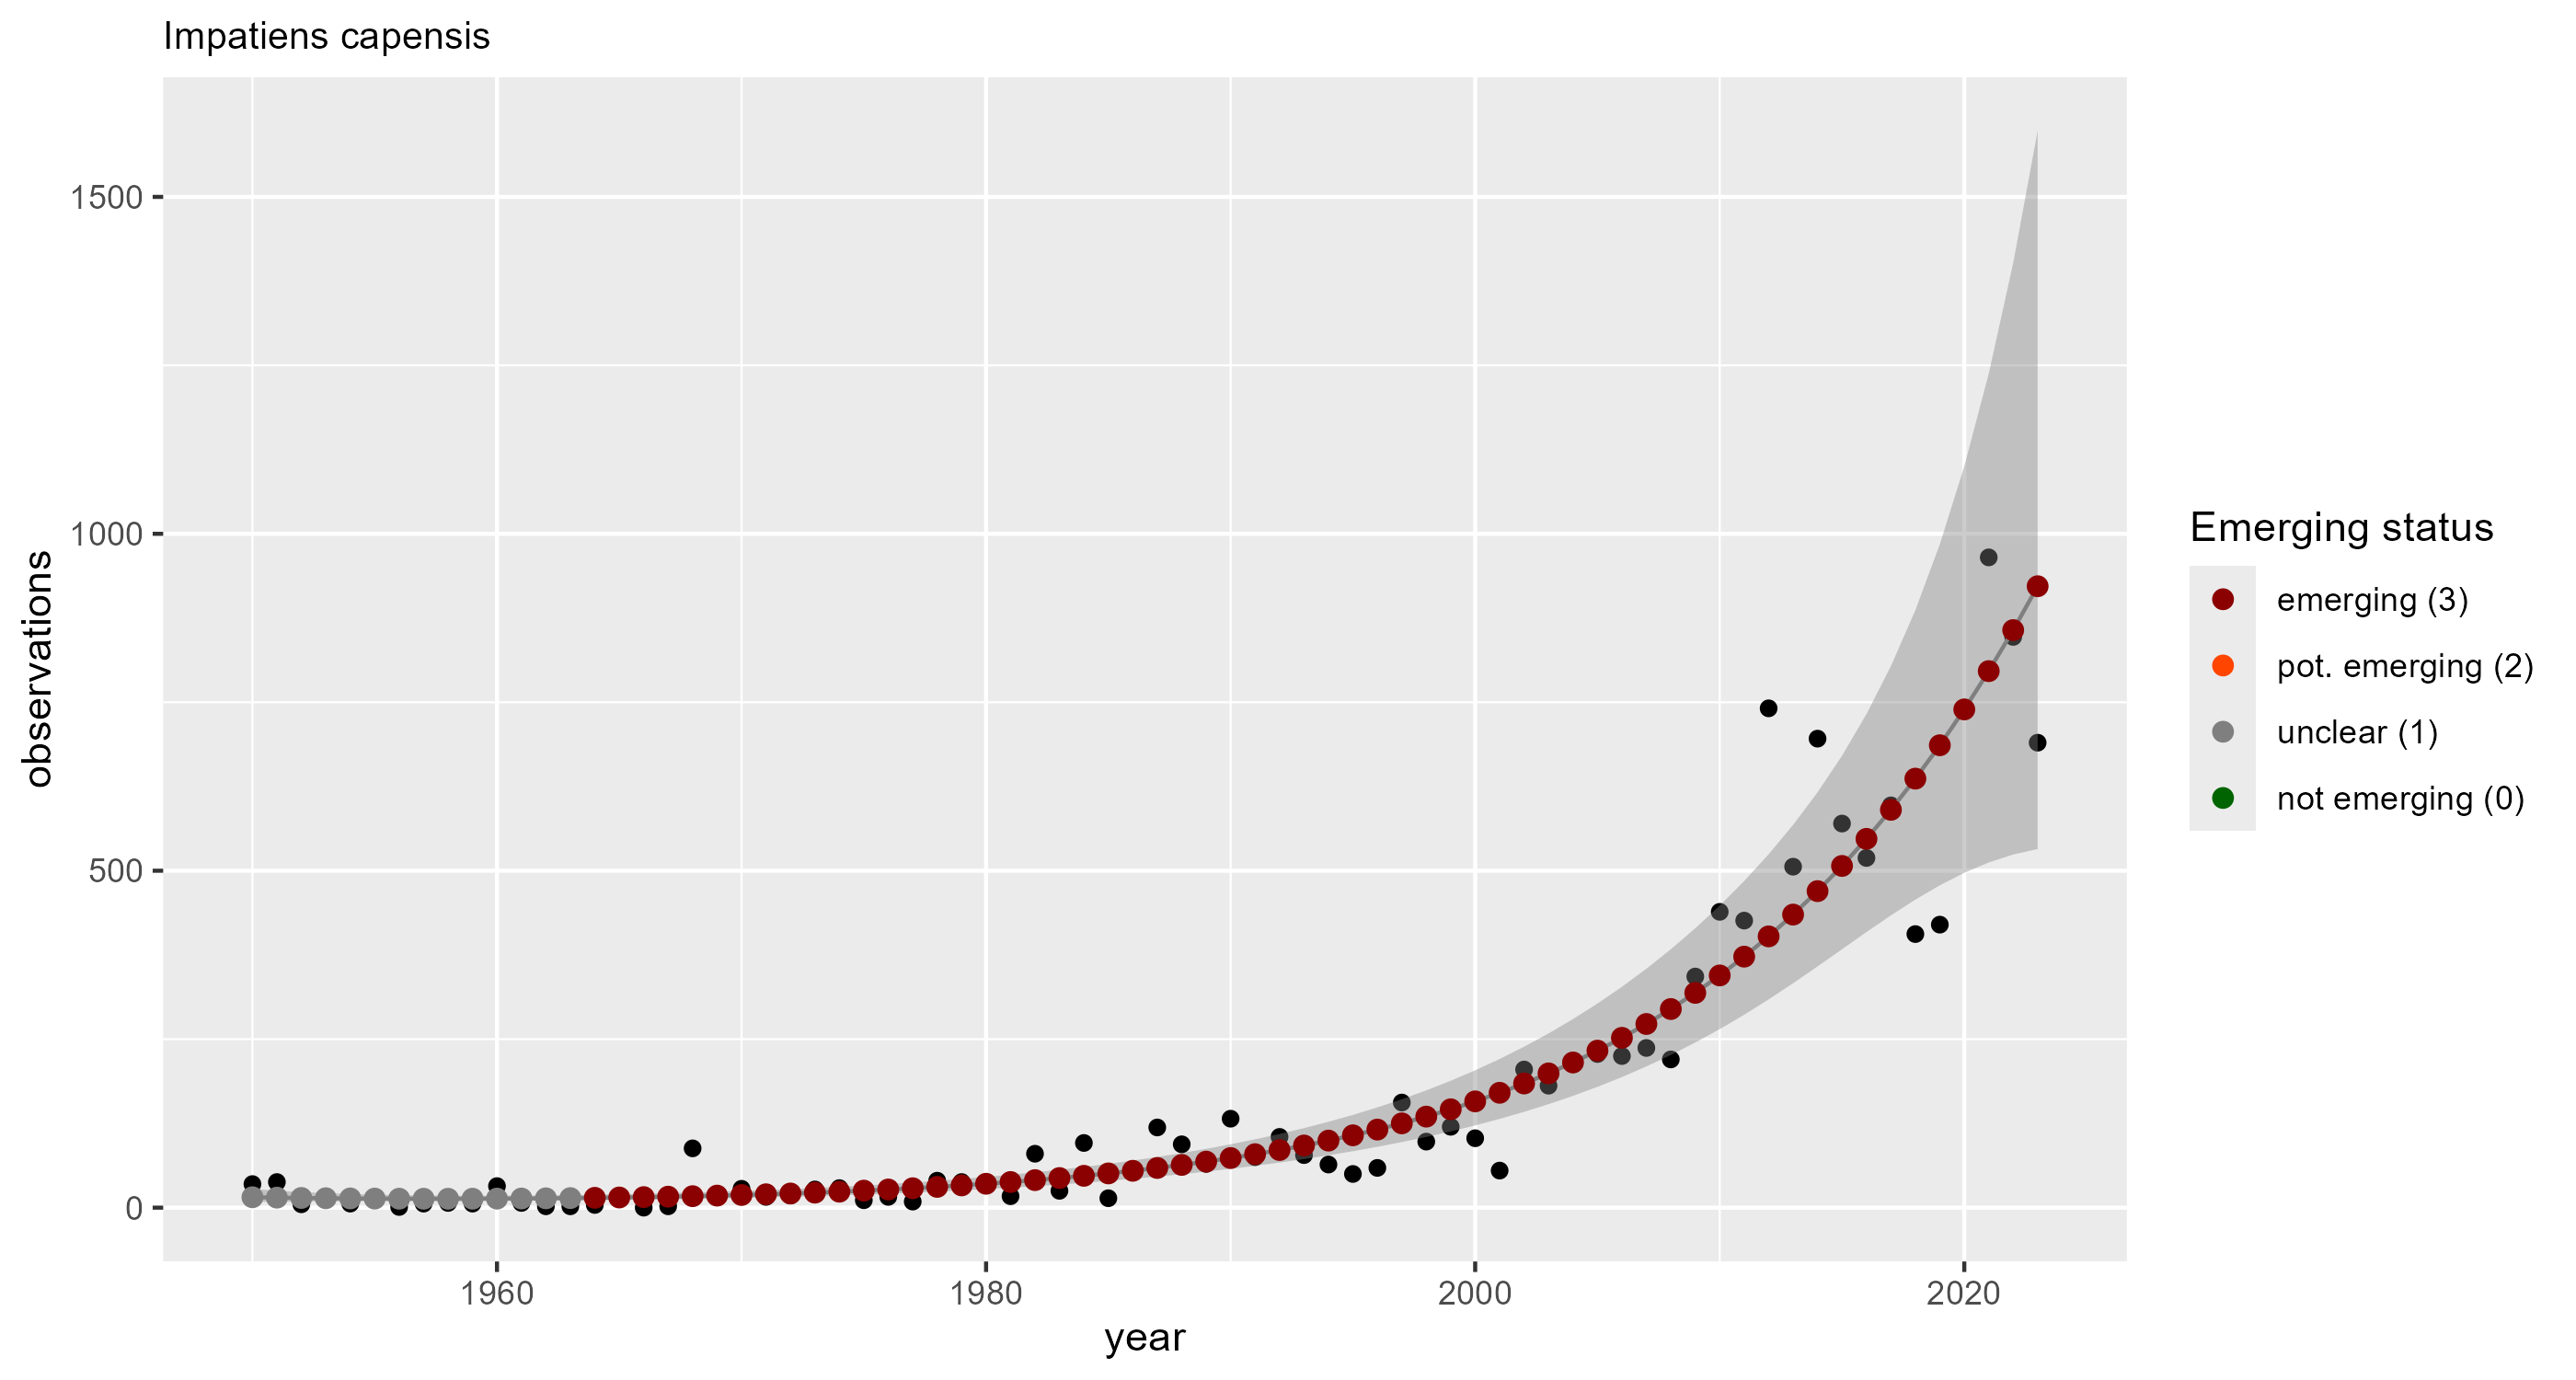 Impatiens capensis
1500
1000
500
0
observations
1960 1980 2000 2020
year
Emerging status
emerging (3)
pot. emerging (2)
unclear (1)
not emerging (0)